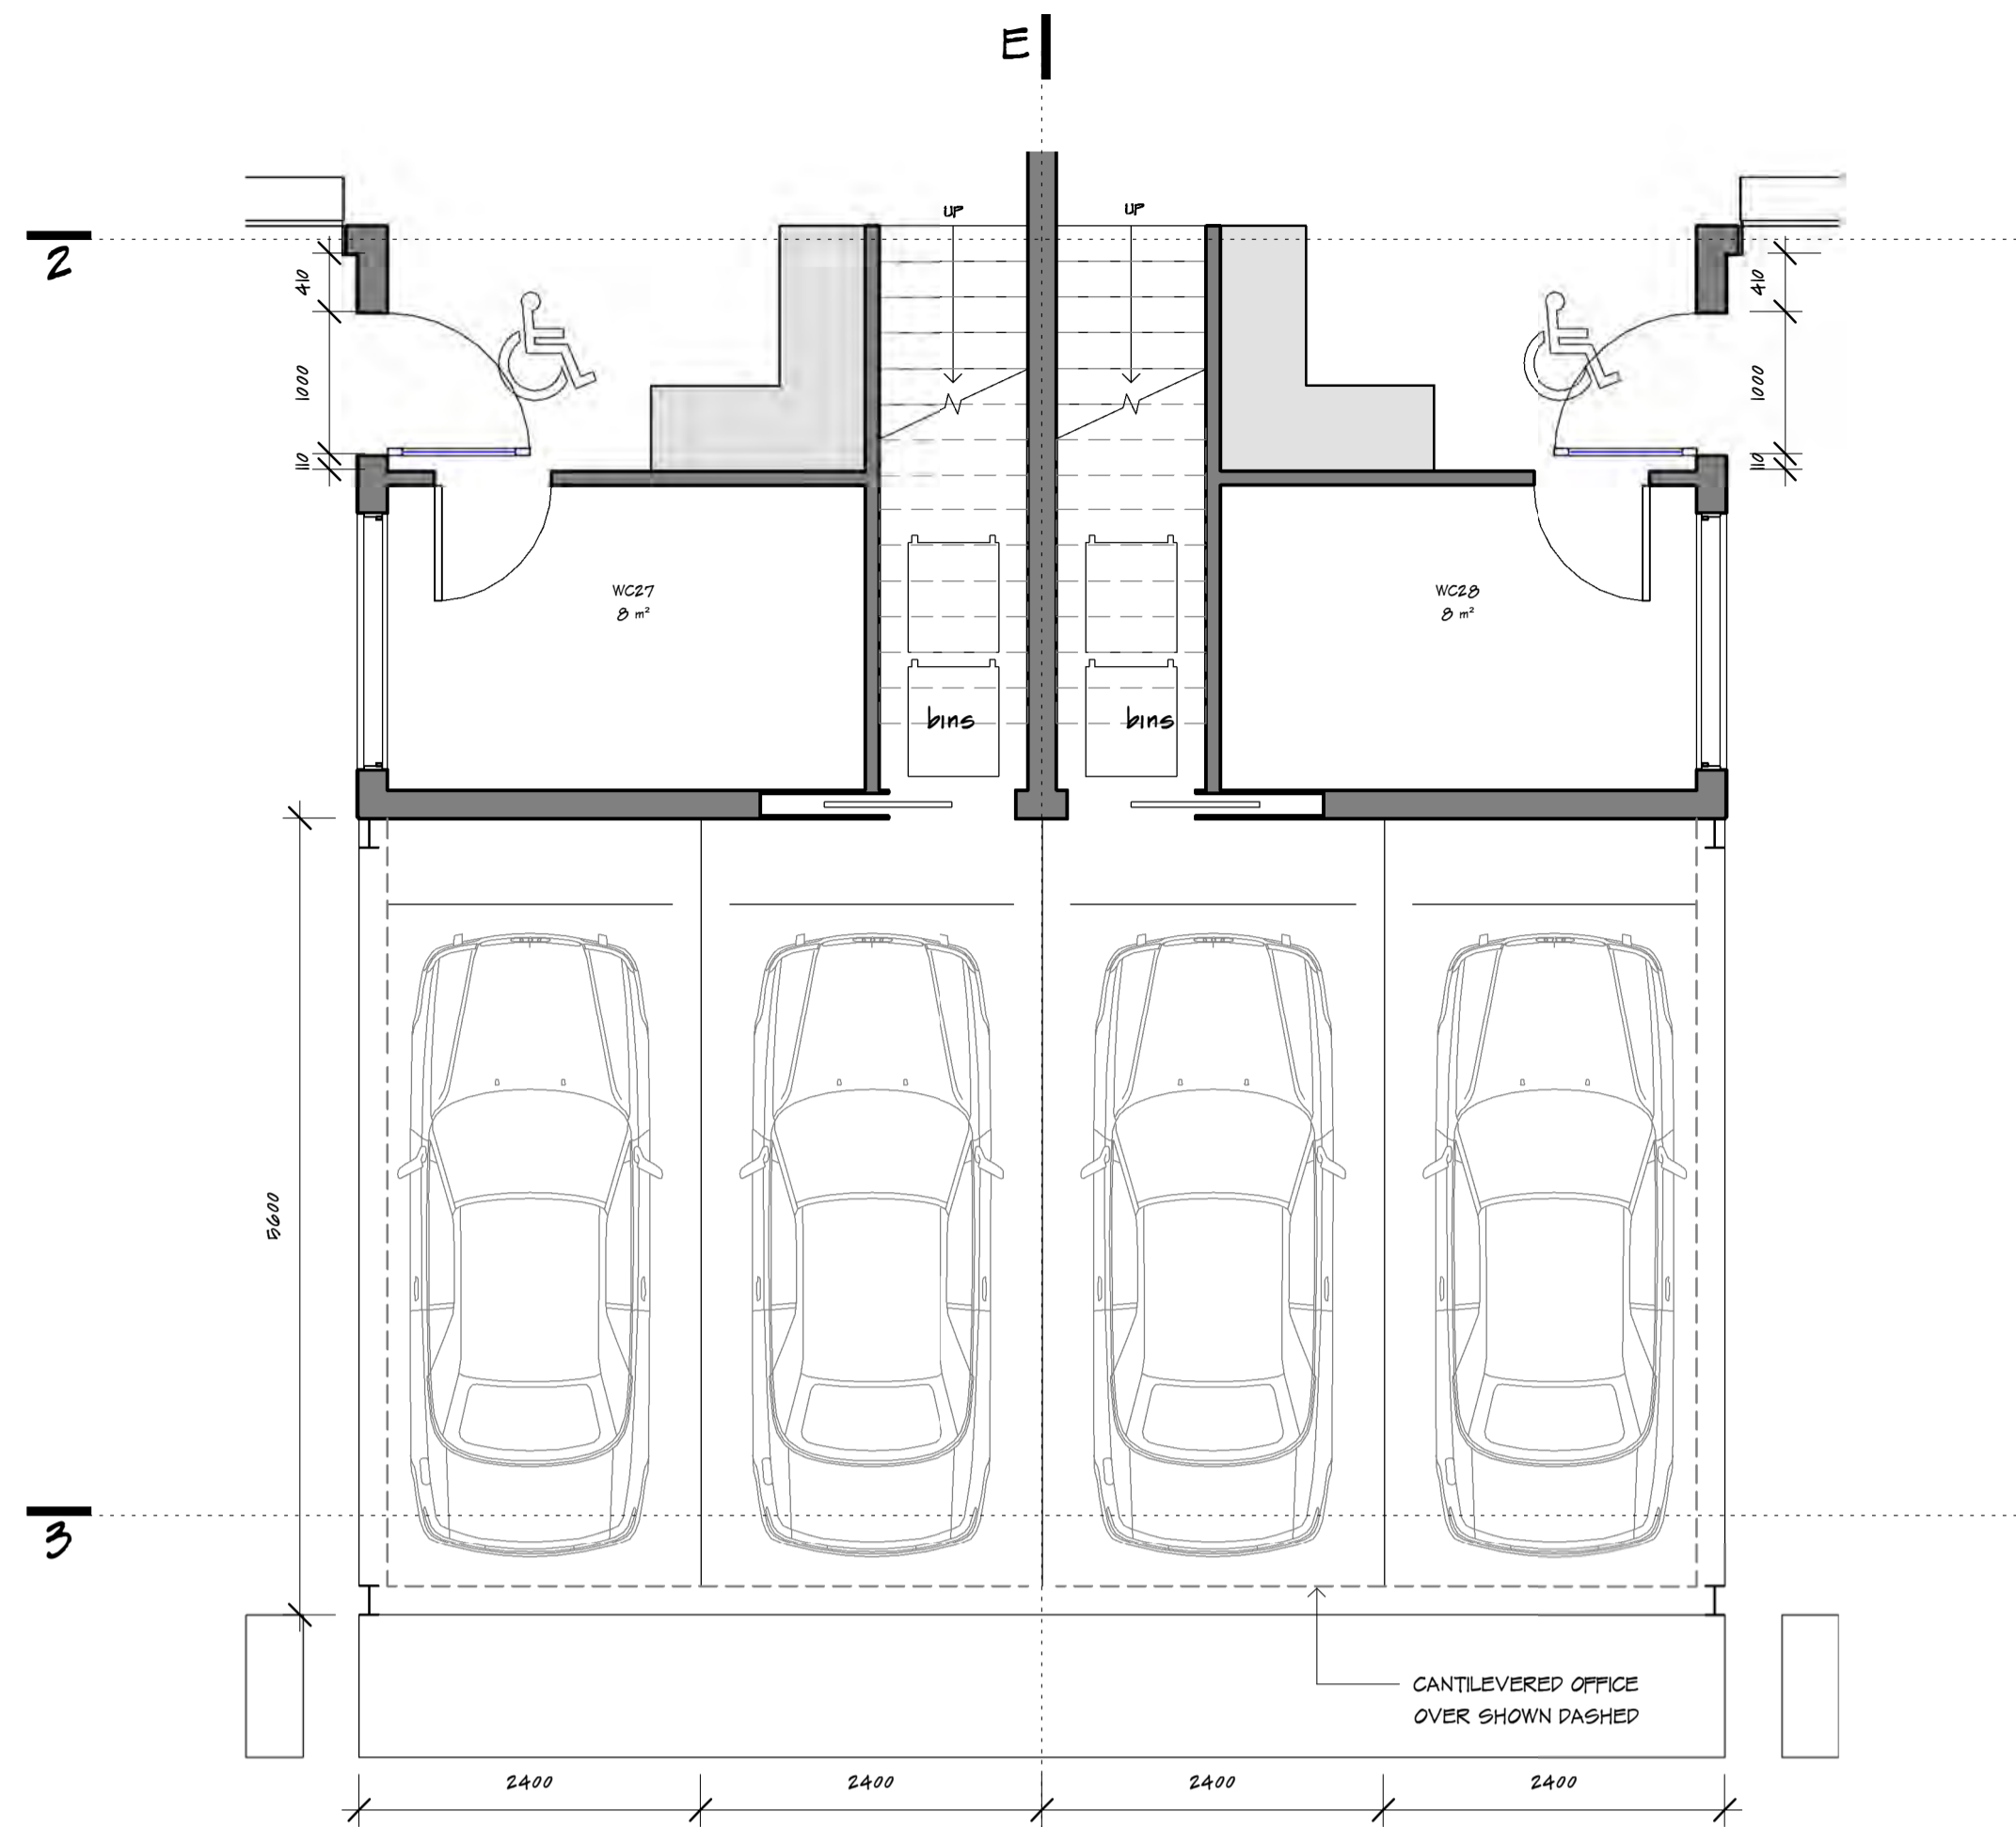 E
UP
UP
2
410
410
1000
1000
110
110
WC27
8 m²
WC28
8 m²
bins
bins
5600
3
CANTILEVERED OFFICE
OVER SHOWN DASHED
2400
2400
2400
2400